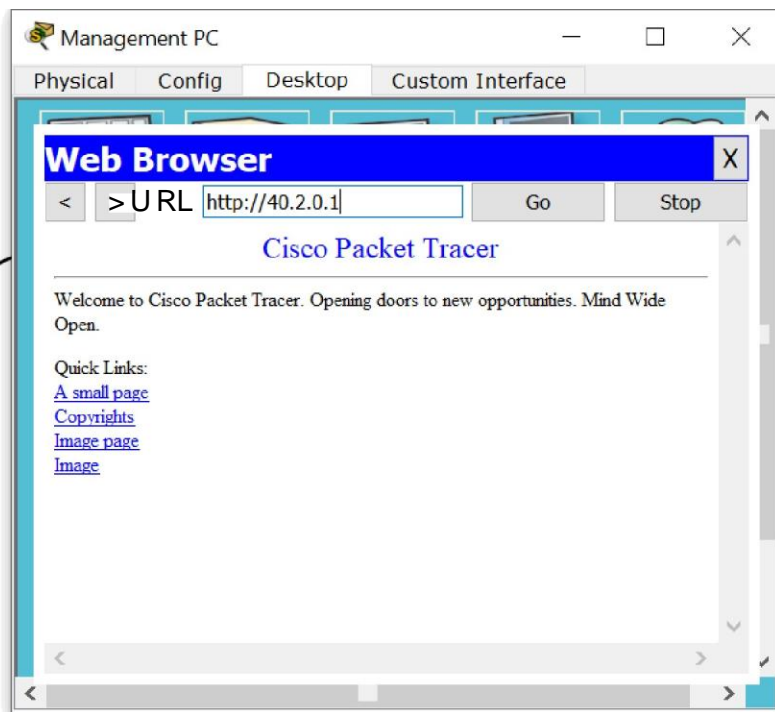 Management PC
Physical Config Desktop Custom Interface
Web Browser X
< > URL http://40.2.0.1 Go Stop
Cisco Packet Tracer
Welcome to Cisco Packet Tracer. Opening doors to new opportunities. Mind Wide
Open.
Quick Links:
A small page
Copyrights
Image page
Image